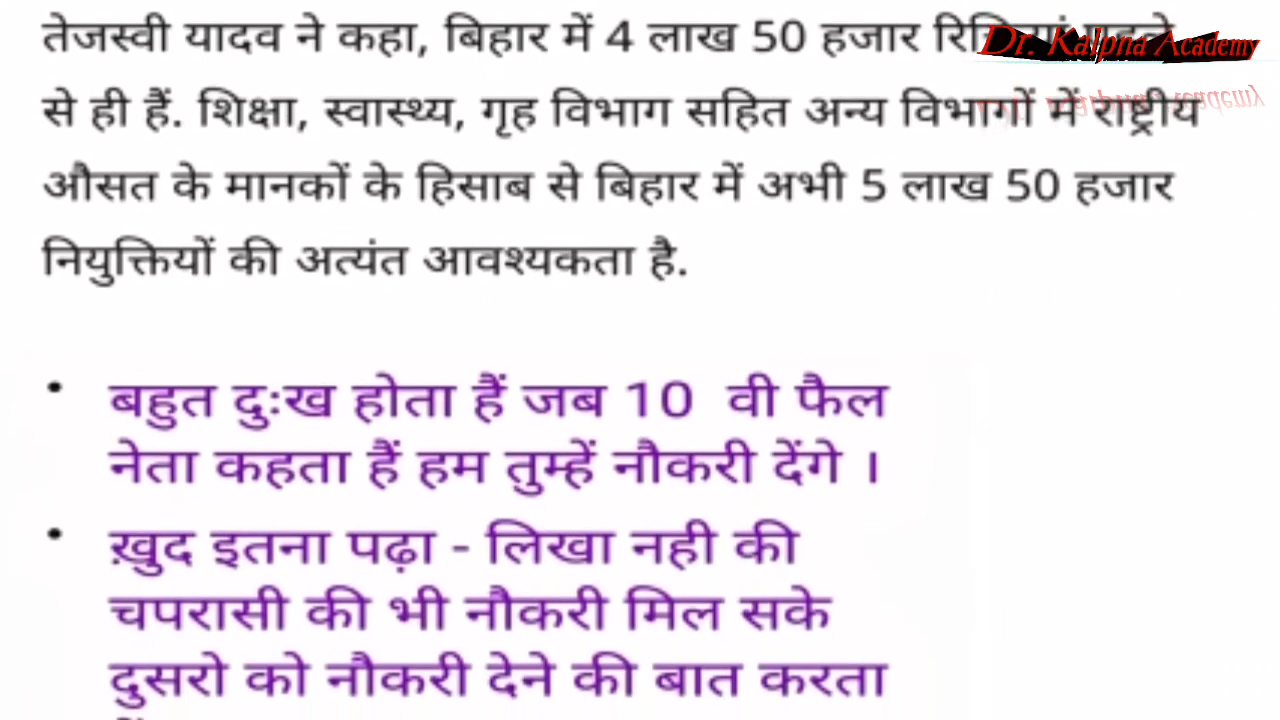 तेजस्वी यादव ने कहा, बिहार में 4 लाख 50 हजार
Dr. Kalpna Academy
से ही हैं. शिक्षा, स्वास्थ्य, गृह विभाग सहित अन्य विभागों में राष्ट्रीय
औसत के मानकों के हिसाब से बिहार में अभी 5 लाख 50 हजार
नियुक्तियों की अत्यंत आवश्यकता है.
• बहुत दुःख होता हैं जब 10 वी फैल
नेता कहता हैं हम तुम्हें नौकरी देंगे ।
• ख़ुद इतना पढ़ा - लिखा नही की
चपरासी की भी नौकरी मिल सके
दुसरो को नौकरी देने की बात करता